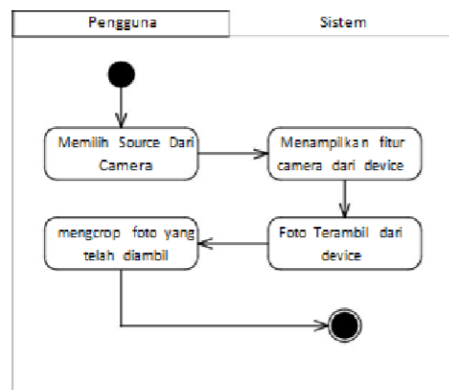 Pengguna
Sistem
Memilih Source Dari
Camera
Menampilkan fitur
camera dari device
mengcrop foto yang
telah diambil
Foto Terambil dari
device